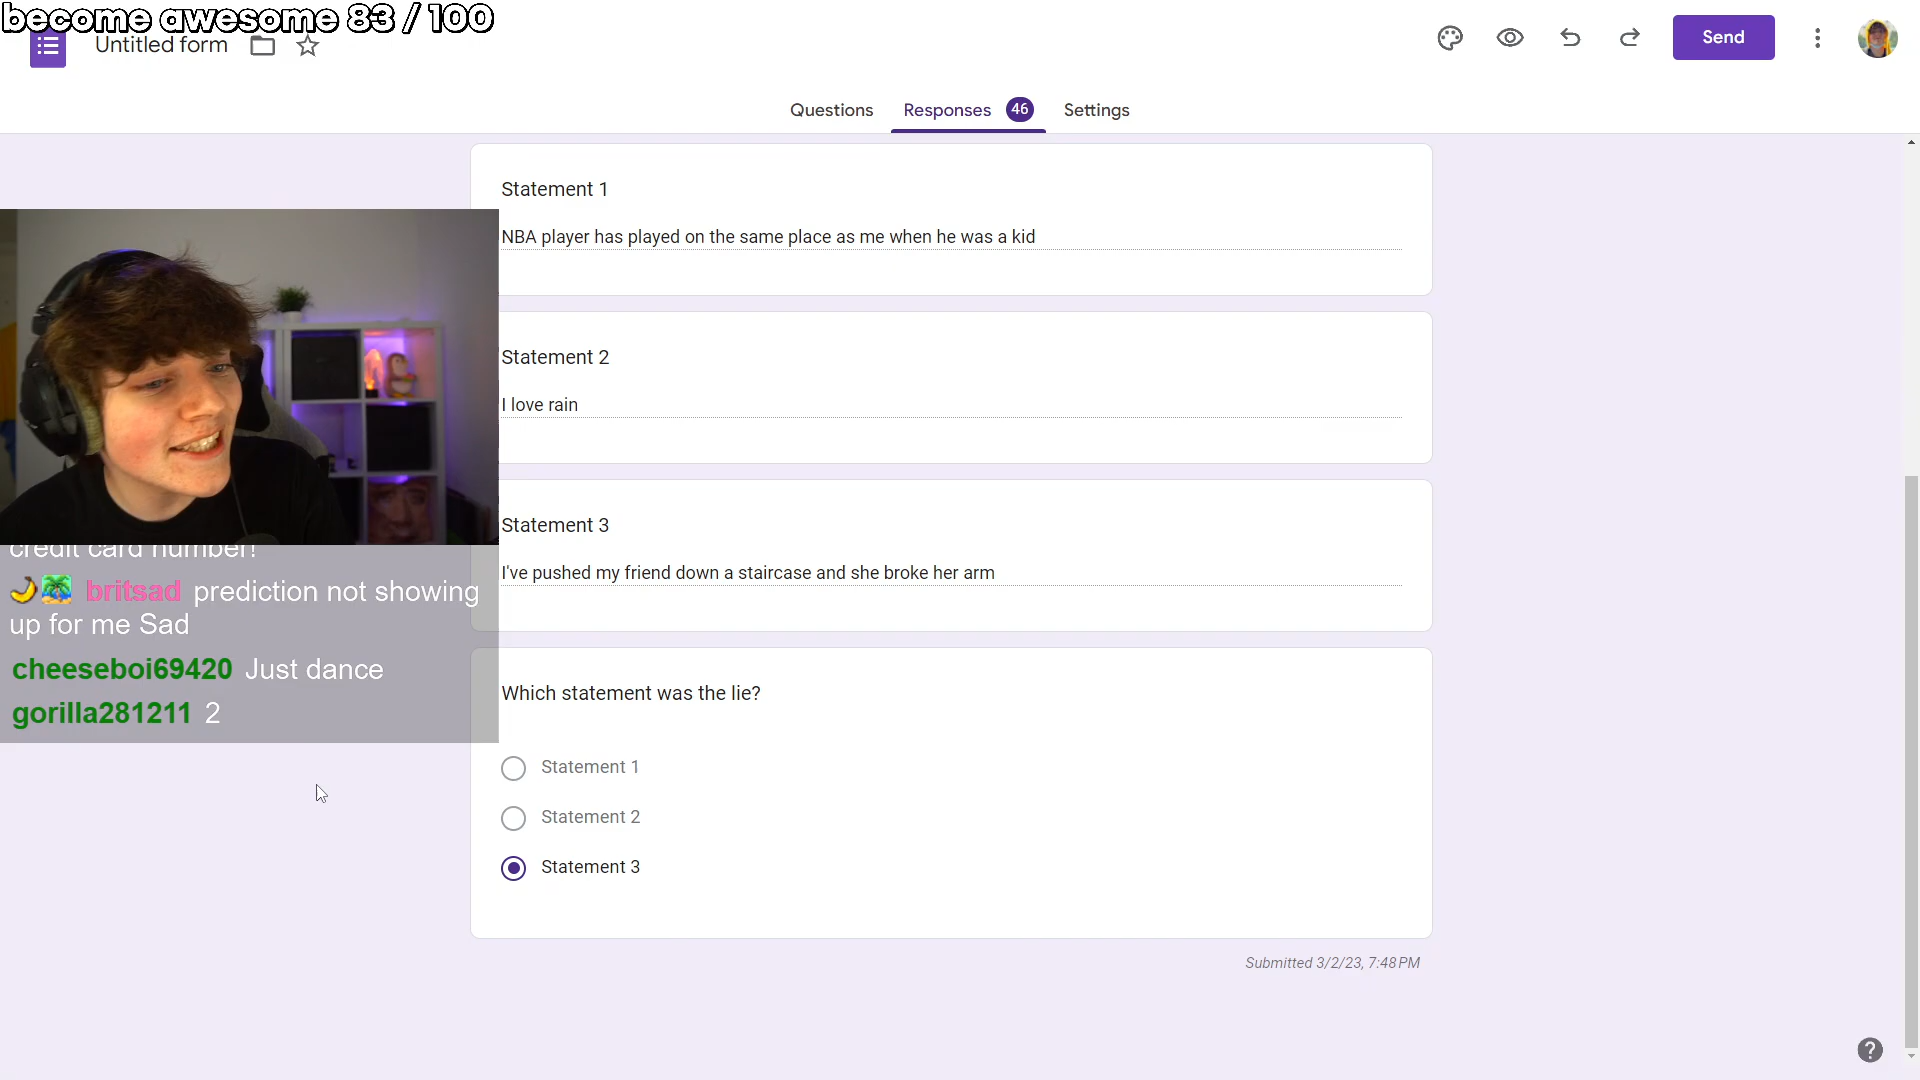 become awesome 83 / 100
Untitled form
Send
Questions
Responses 46
Settings
Statement 1
NBA player has played on the same place as me when he was a kid
Statement 2
I love rain
Statement 3
I've pushed my friend down a staircase and she broke her arm
Which statement was the lie?
Statement 1
Statement 2
Statement 3
Submitted 3/2/23, 7:48 PM
credit card number!
britsad prediction not showing
up for me Sad
cheeseboi69420 Just dance
gorilla281211 2